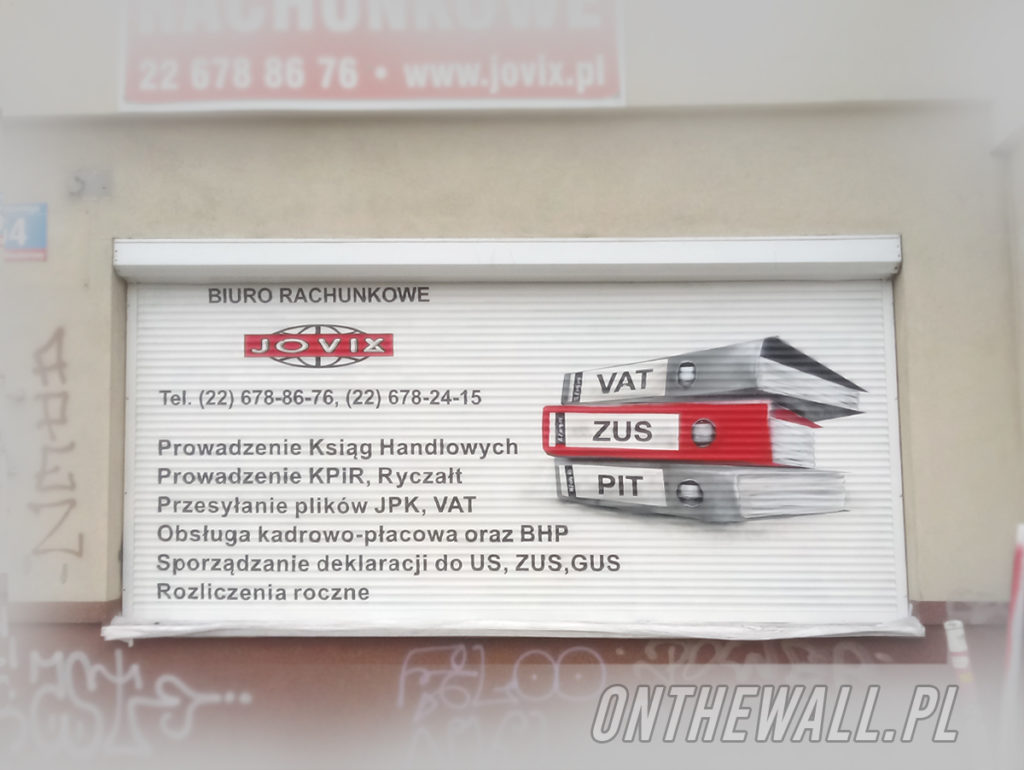 RACHUNKOWE
22 678 86 76 • www.jovix.pl
BIURO RACHUNKOWE
JOVIX
Tel. (22) 678-86-76, (22) 678-24-15
Prowadzenie Ksiąg Handlowych
Prowadzenie KPiR, Ryczałt
Przesyłanie plików JPK, VAT
Obsługa kadrowo-płacowa oraz BHP
Sporządzanie deklaracji do US, ZUS,GUS
Rozliczenia roczne
VAT
ZUS
PIT
ONTHEWALL.PL